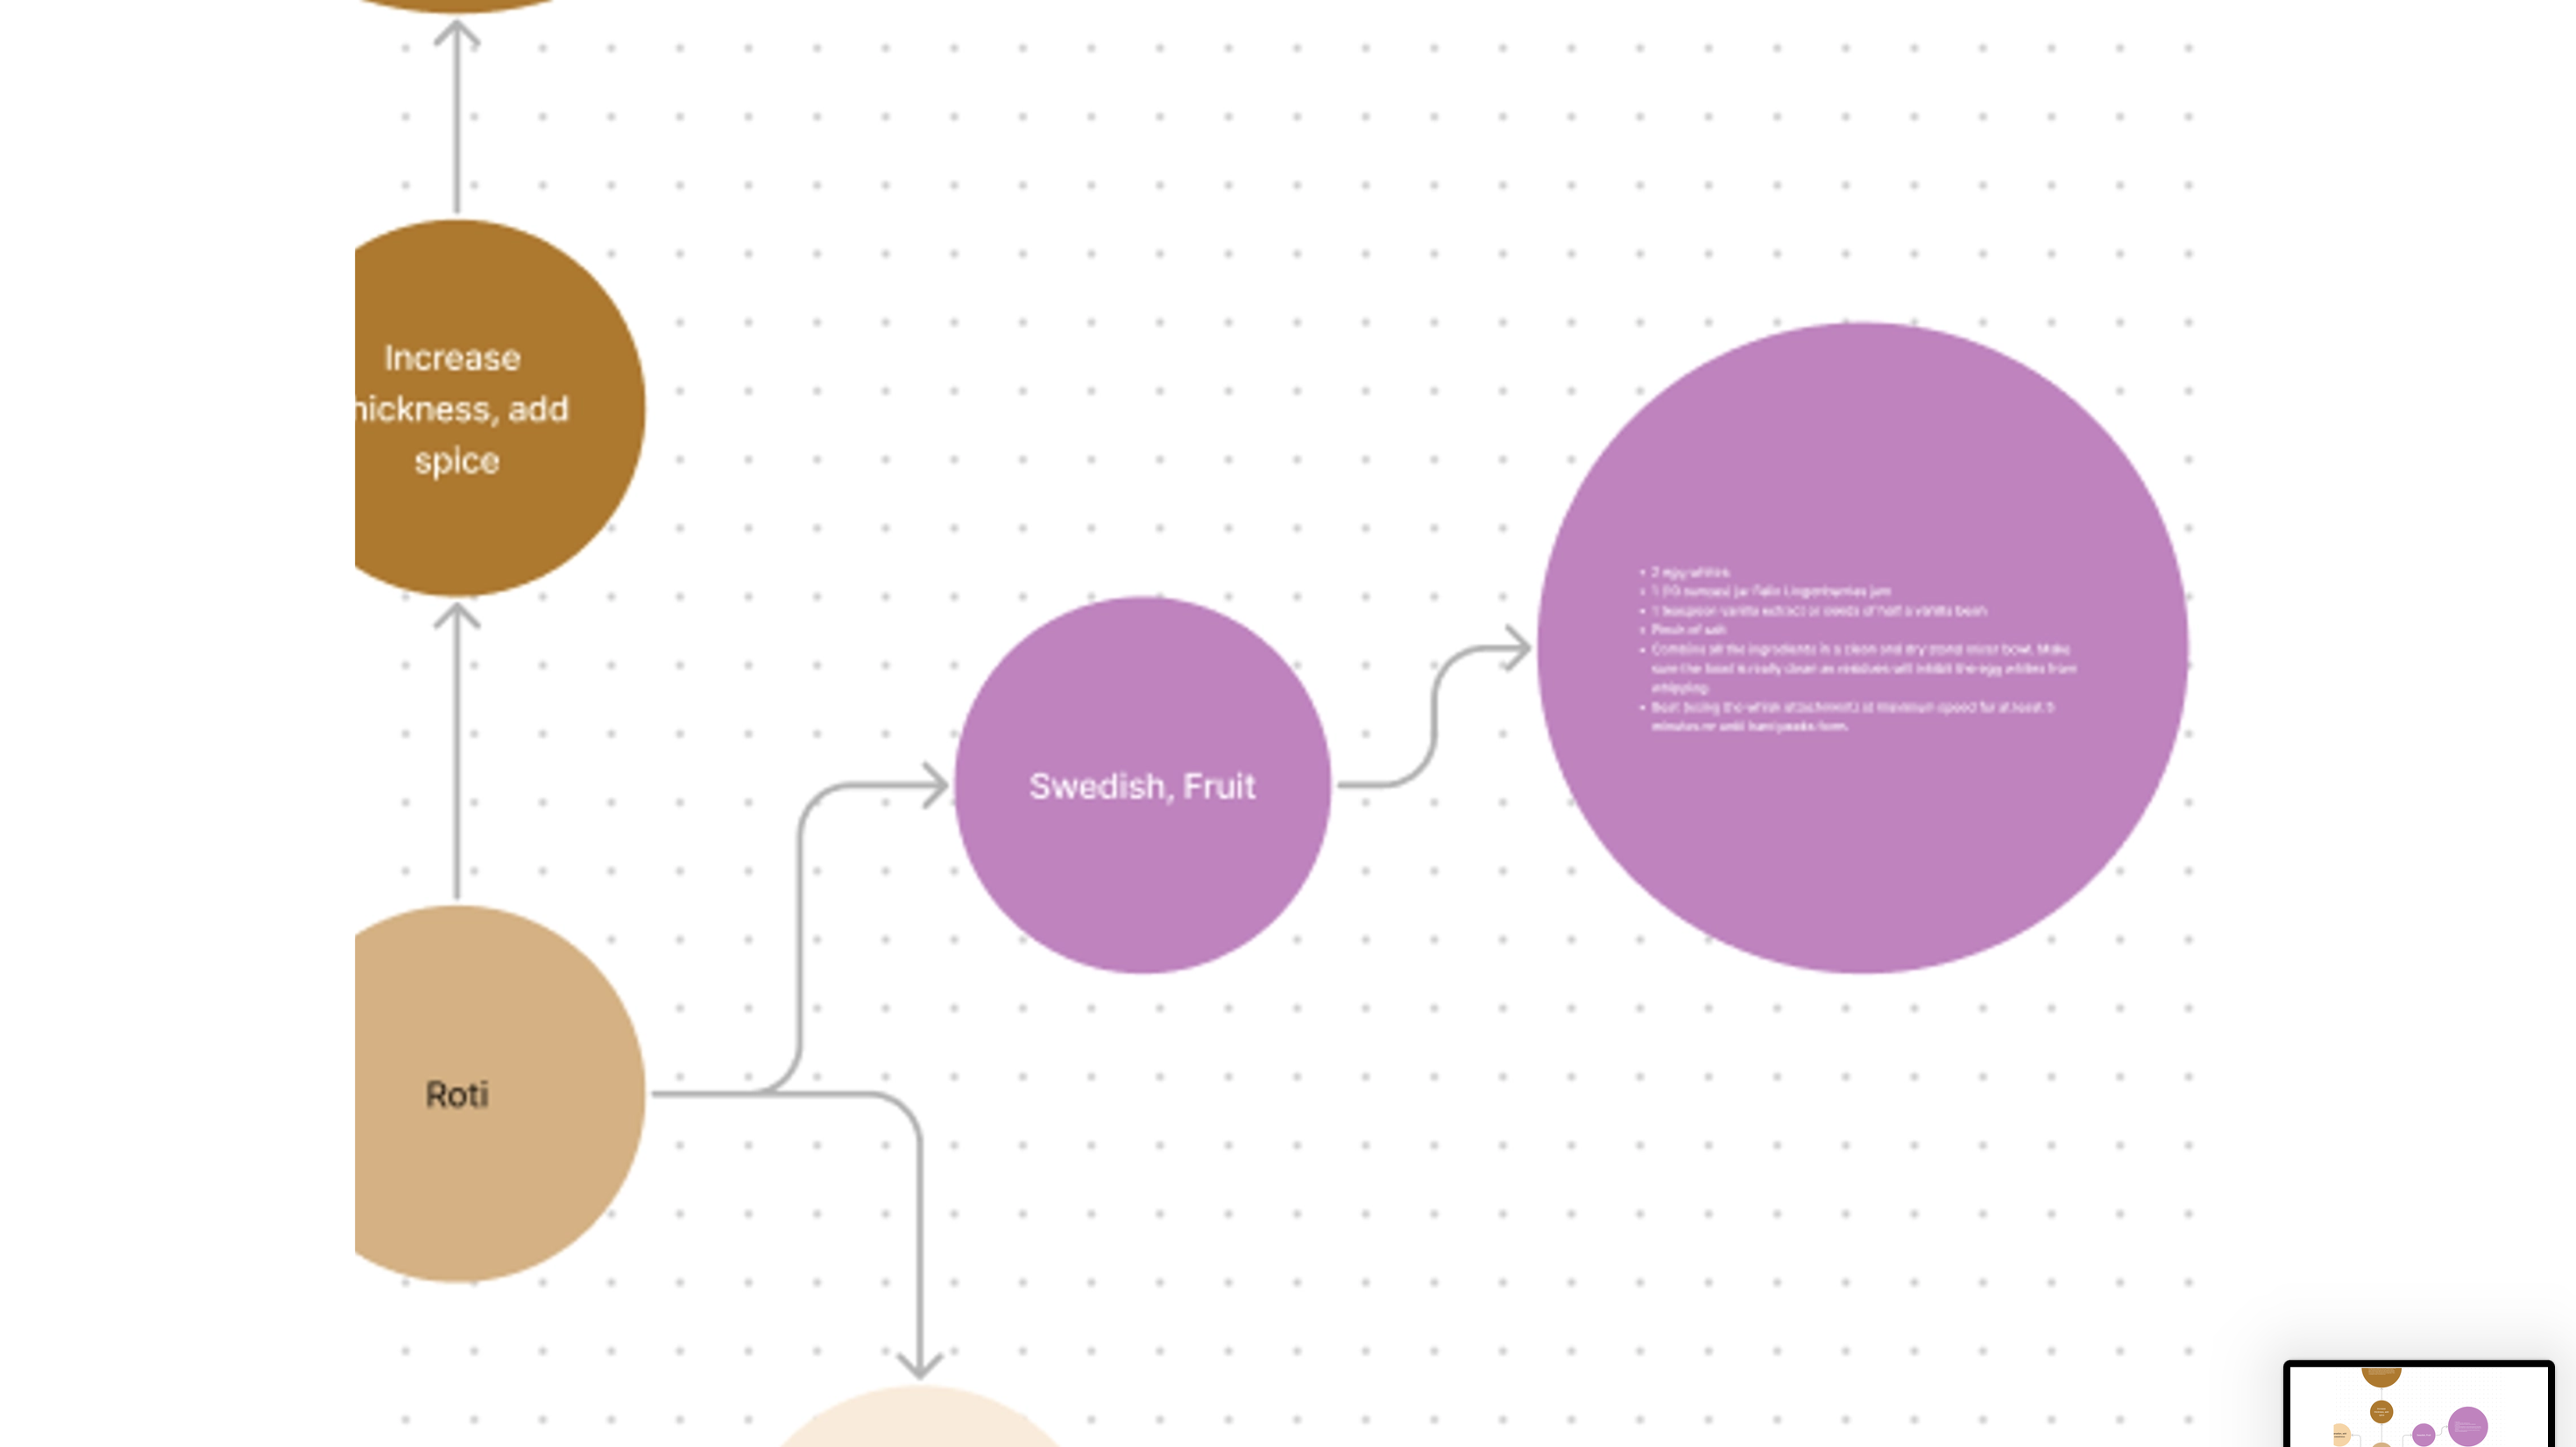 Increase
hickness, add
spice
• 2 egg whites
• 1 (10 ounces) jar Felix Lingonberries jam
• 1 teaspoon vanilla extract or seeds of half a vanilla bean
• Pinch of salt
• Combine all the ingredients in a clean and dry stand mixer bowl. Make
sure the bowl is really clean as residues will inhibit the egg whites from
whipping.
• Beat (using the whisk attachment) at maximum speed for at least 5
minutes or until hard peaks form.
Swedish, Fruit
Roti